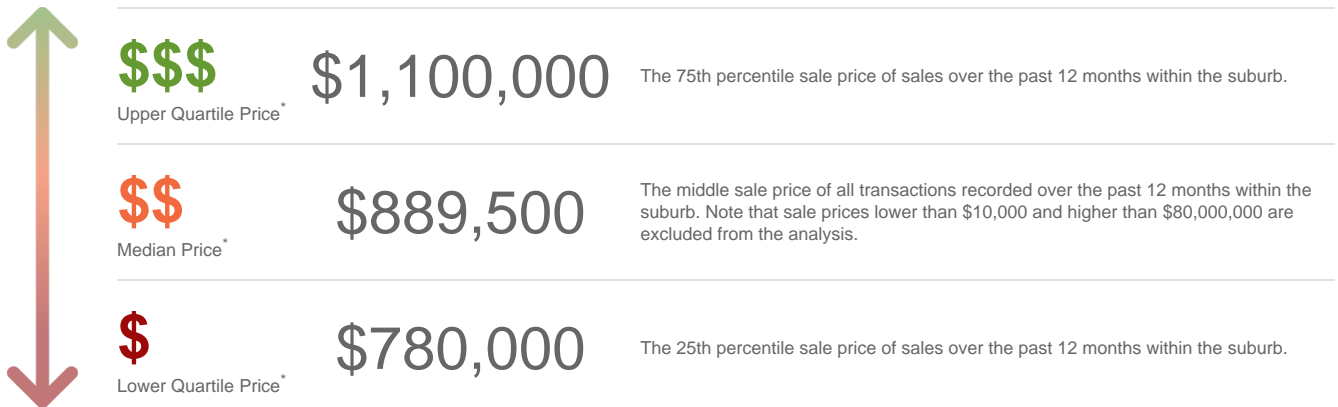 $$$
Upper Quartile Price*
$1,100,000
The 75th percentile sale price of sales over the past 12 months within the suburb.
$$
Median Price*
$889,500
The middle sale price of all transactions recorded over the past 12 months within the
suburb. Note that sale prices lower than $10,000 and higher than $80,000,000 are
excluded from the analysis.
$
Lower Quartile Price*
$780,000
The 25th percentile sale price of sales over the past 12 months within the suburb.